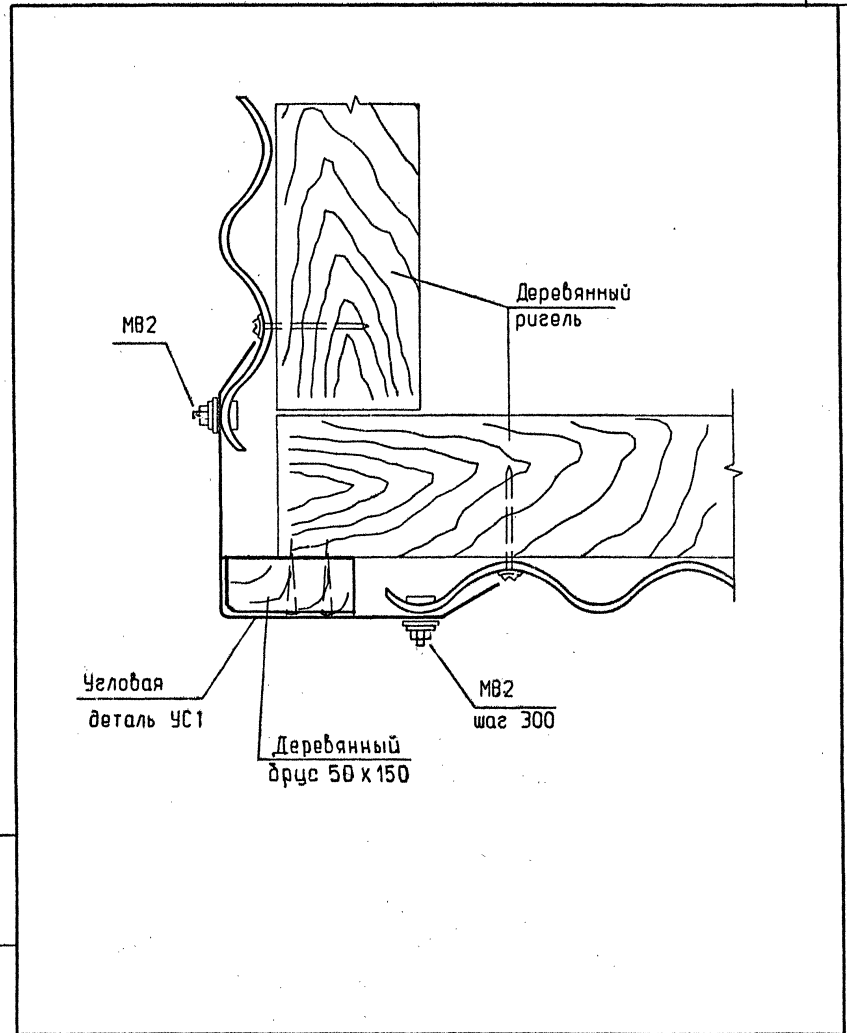 Деревянный
ригель
МВ2
Угловая
деталь УС1
МВ2
шаг 300
Деревянный
брус 50 х 150